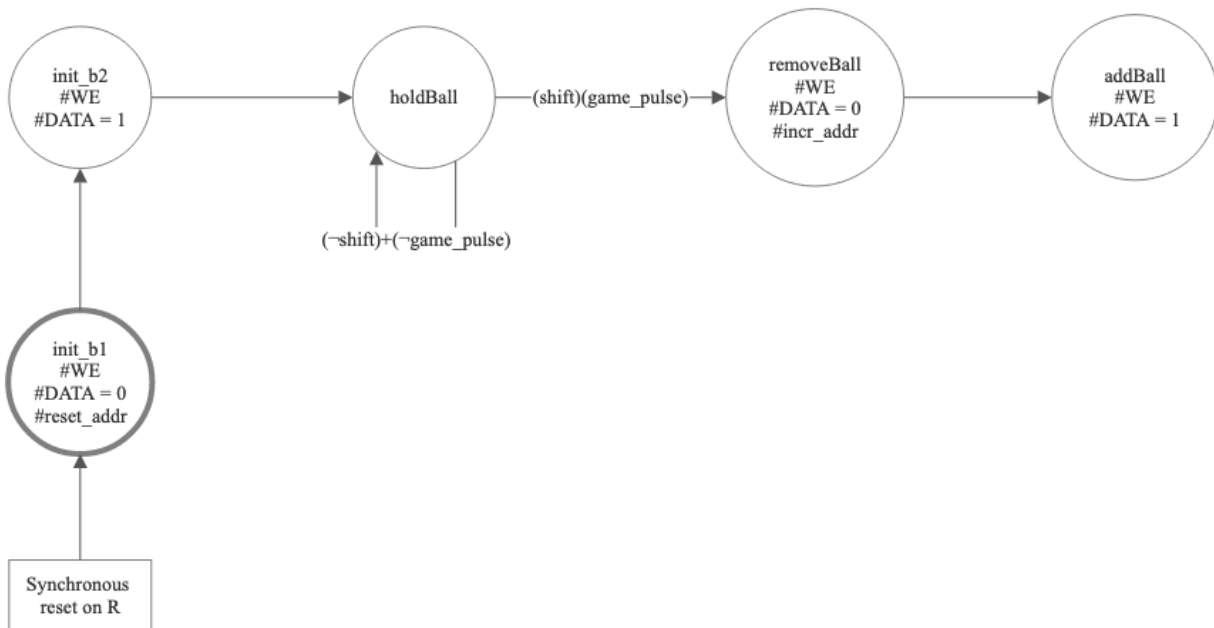 init_b2
#WE
#DATA = 1
holdBall
(shift)(game_pulse)
removeBall
#WE
#DATA = 0
#incr_addr
addBall
#WE
#DATA = 1
(¬shift)+(¬game_pulse)
init_b1
#WE
#DATA = 0
#reset_addr
Synchronous
reset on R